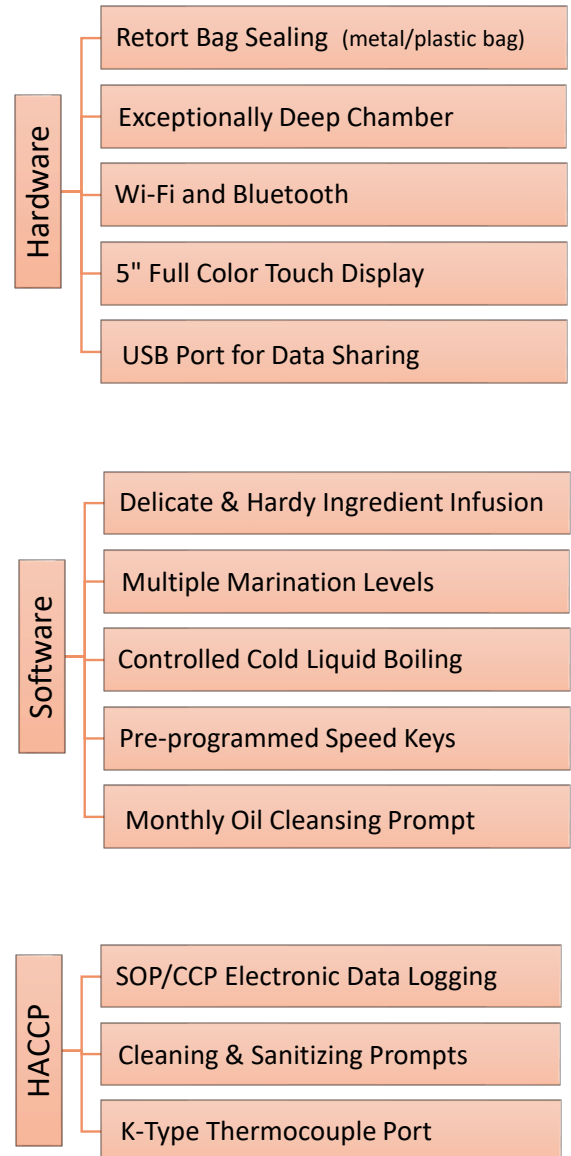 Hardware
Retort Bag Sealing (metal/plastic bag)
Exceptionally Deep Chamber
Wi-Fi and Bluetooth
5" Full Color Touch Display
USB Port for Data Sharing
Software
Delicate & Hardy Ingredient Infusion
Multiple Marination Levels
Controlled Cold Liquid Boiling
Pre-programmed Speed Keys
Monthly Oil Cleansing Prompt
HACCP
SOP/CCP Electronic Data Logging
Cleaning & Sanitizing Prompts
K-Type Thermocouple Port